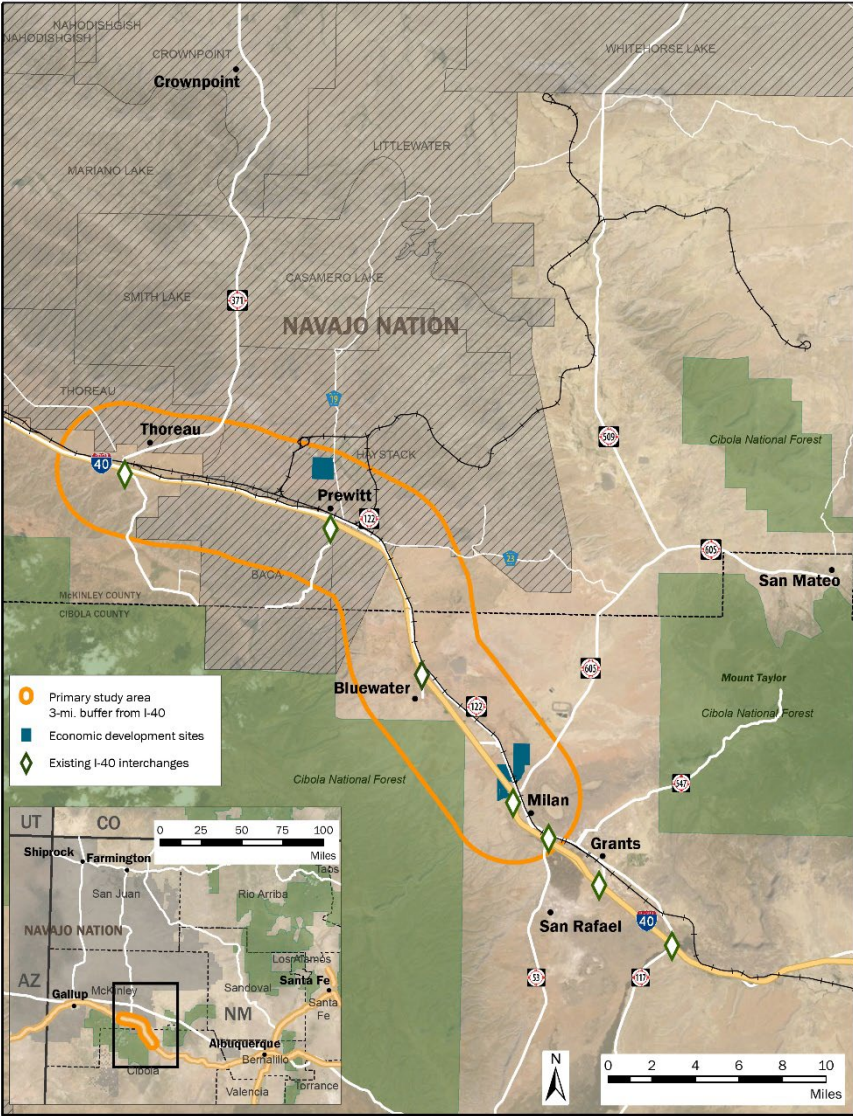 NAHODISHGISH
NAHODISHGISH
CROWNPOINT
Crownpoint
WHITEHORSE LAKE
LITTLEWATER
MARIANO LAKE
CASAMERO LAKE
SMITH LAKE
371
NAVAJO NATION
THOREAU
19
Thoreau
509
Cibola National Forest
HAYSTACK
40
Prewitt
122
23
605
BACA
San Mateo
McKINLEY COUNTY
CIBOLA COUNTY
605
Bluewater
122
Mount Taylor
Cibola National Forest
Primary study area
3-mi. buffer from I-40
Economic development sites
Existing I-40 interchanges
Cibola National Forest
547
Milan
Grants
San Rafael
40
53
117
UT
CO
0 25 50 75 100
Miles
Shiprock
Farmington
Taos
San Juan
Rio Arriba
NAVAJO NATION
Los Alamos
AZ
McKinley
Sandoval
Santa Fe
Gallup
Santa
Fe
NM
Albuquerque
Bernalillo
Cibola
Valencia
Torrance
N
0 2 4 6 8 10
Miles